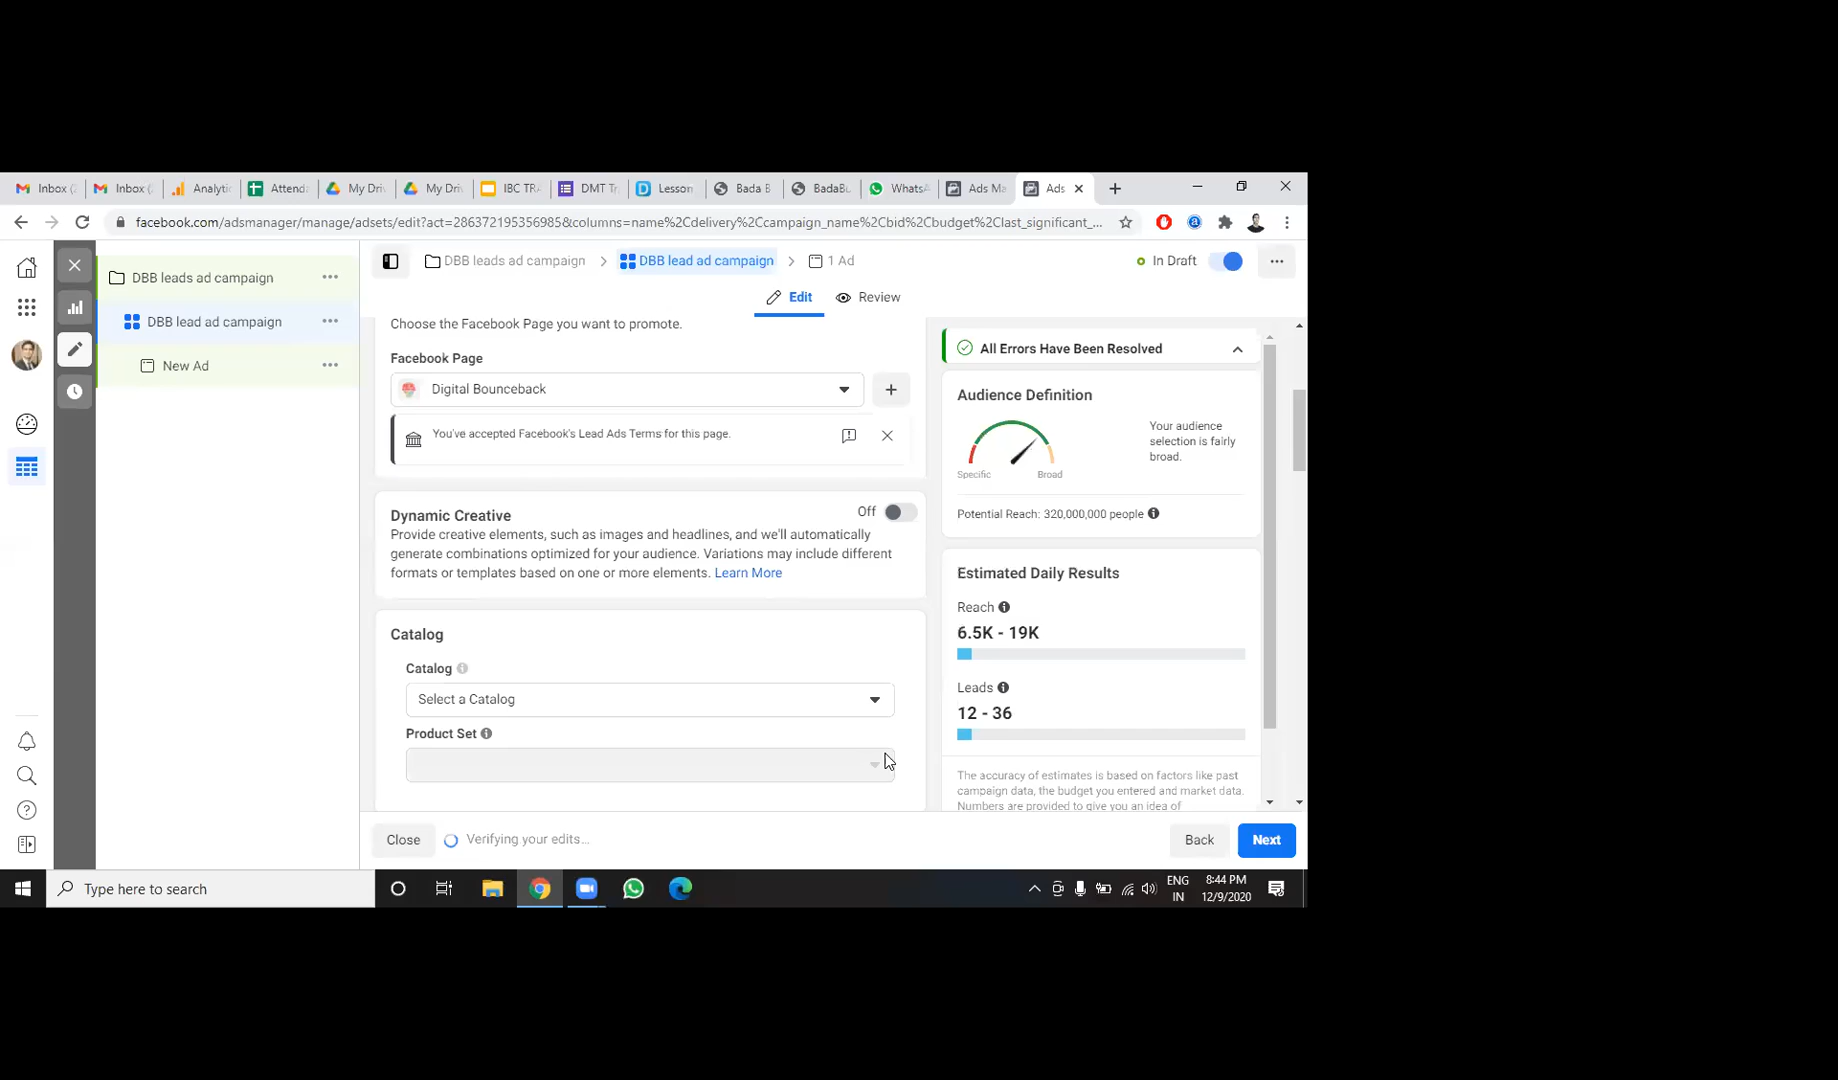 Inbox (
Inbox (
Analyti
Attend
My Driv
My Driv
IBC TRA
DMT Tr
Lesson
Bada B
BadaBu
WhatsA
Ads Ma
Ads
facebook.com/adsmanager/manage/adsets/edit?act=286372195356985&columns=name%2Cdelivery%2Ccampaign_name%2Cbid%2Cbudget%2Clast_significant_...
DBB leads ad campaign
DBB lead ad campaign
New Ad
DBB leads ad campaign > DBB lead ad campaign > 1 Ad
In Draft
Edit
Review
Choose the Facebook Page you want to promote.
Facebook Page
Digital Bounceback
You've accepted Facebook's Lead Ads Terms for this page.
Dynamic Creative
Off
Provide creative elements, such as images and headlines, and we'll automatically
generate combinations optimized for your audience. Variations may include different
formats or templates based on one or more elements. Learn More
Catalog
Catalog
Select a Catalog
Product Set
All Errors Have Been Resolved
Audience Definition
Your audience
selection is fairly
broad.
Specific
Broad
Potential Reach: 320,000,000 people
Estimated Daily Results
Reach
6.5K - 19K
Leads
12 - 36
The accuracy of estimates is based on factors like past
campaign data, the budget you entered and market data.
Numbers are provided to give you an idea of
Close
Verifying your edits...
Back
Next
Type here to search
ENG
IN
8:44 PM
12/9/2020